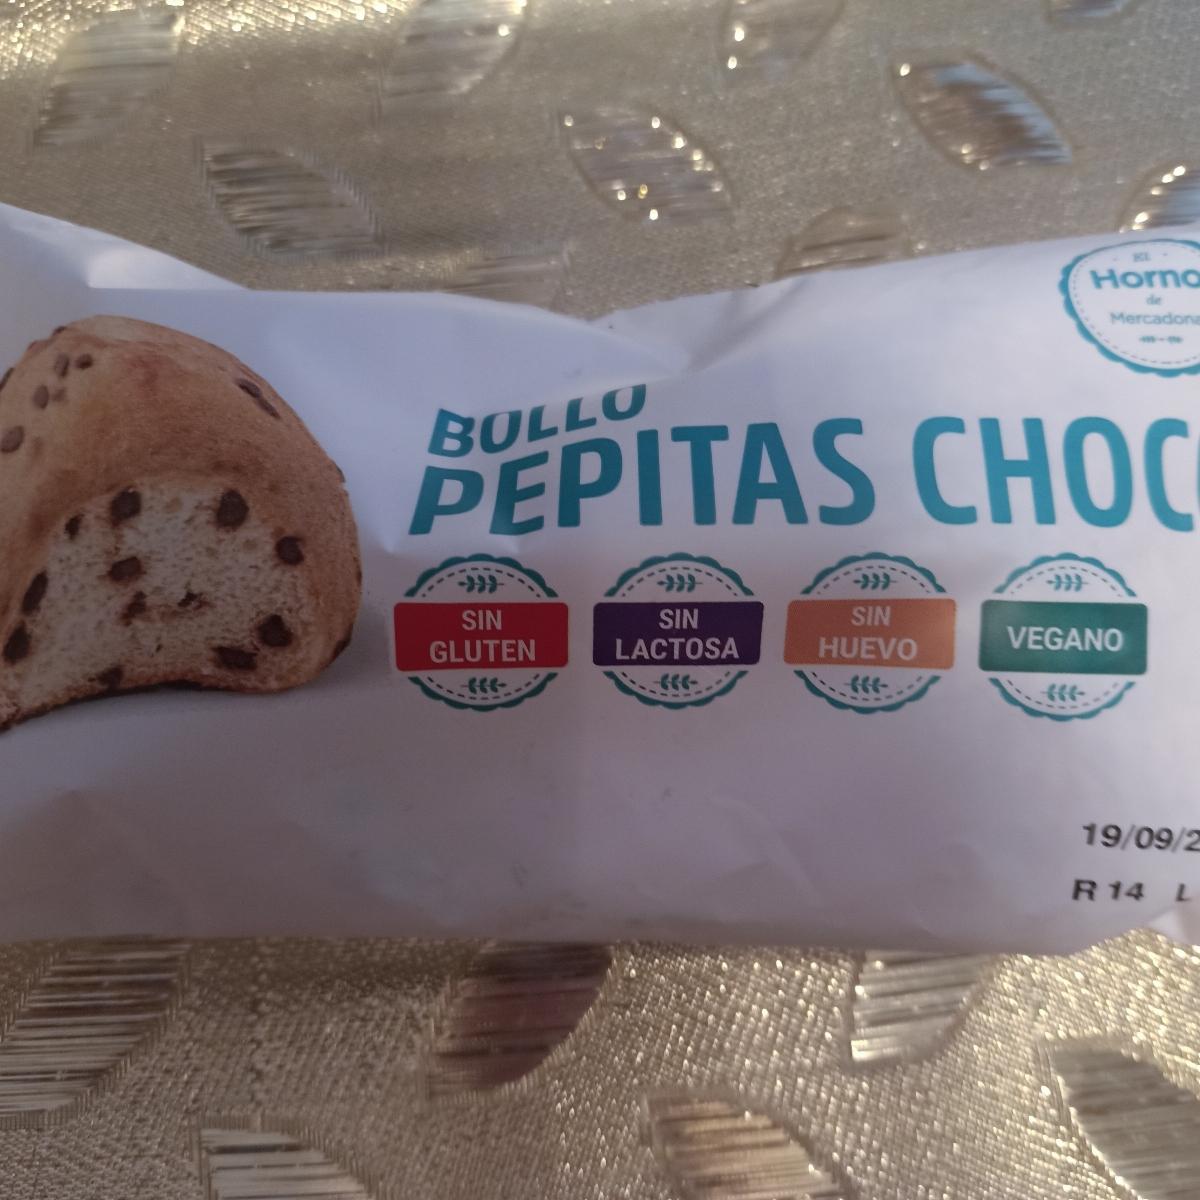 El
Horno
de
Mercadona
BOLLO
PEPITAS CHOC
SIN
GLUTEN
SIN
LACTOSA
SIN
HUEVO
VEGANO
19/09/2
R 14 L